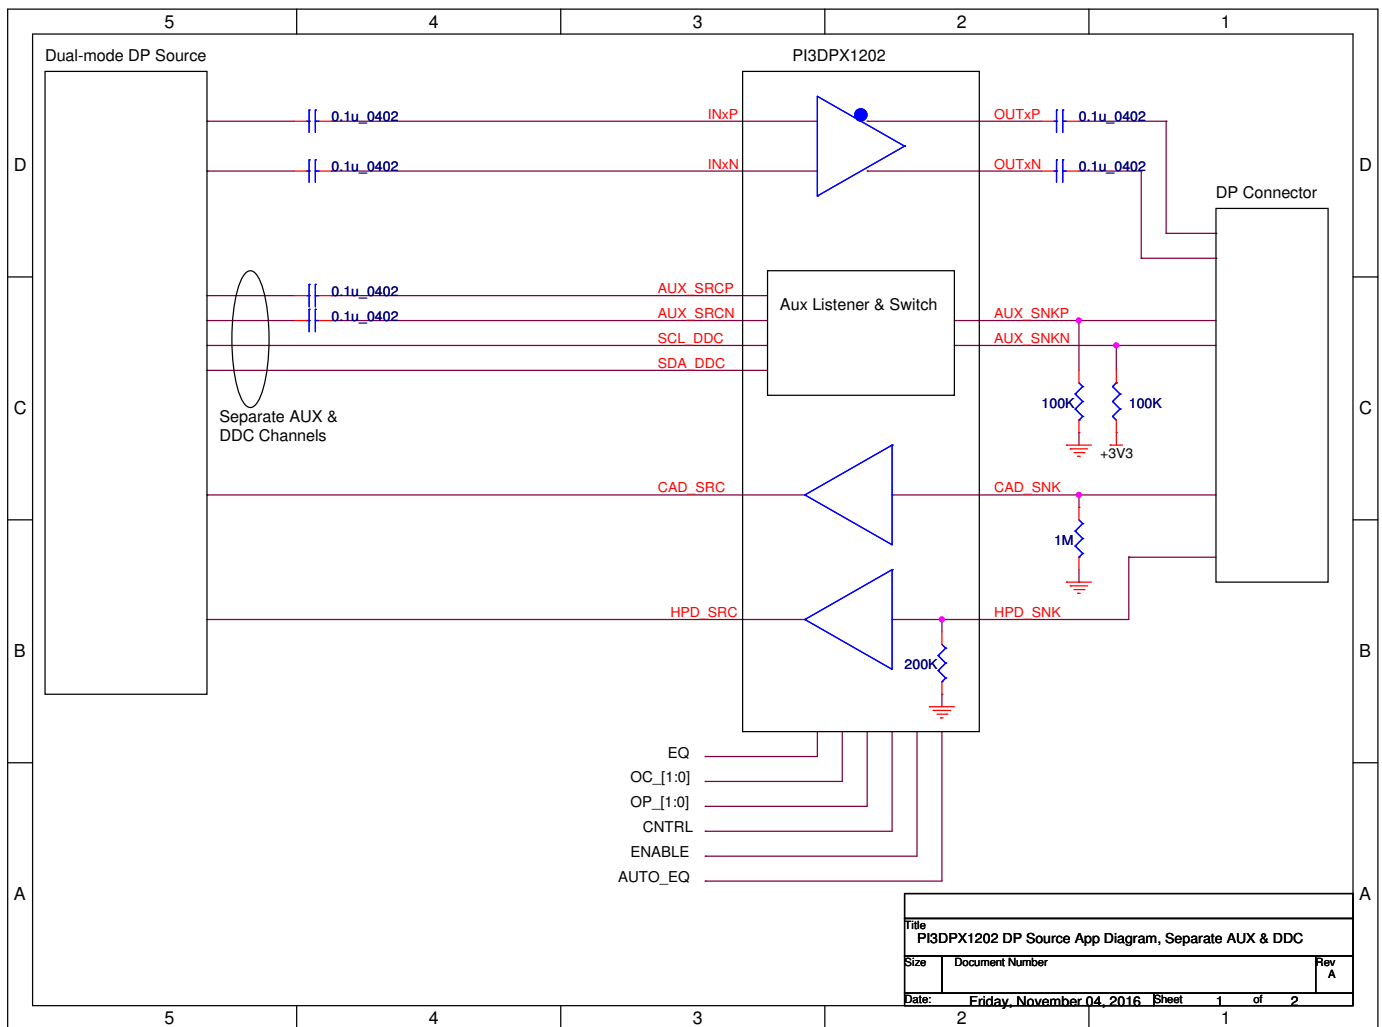 5 4 3 2 1
Dual-mode DP Source
PI3DPX1202
0.1u_0402
INxP
OUTxP
0.1u_0402
D
0.1u_0402
INxN
OUTxN
0.1u_0402
D
DP Connector
0.1u_0402
AUX_SRCP
Aux Listener & Switch
0.1u_0402
AUX_SRCN
AUX_SNKP
SCL_DDC
AUX_SNKN
SDA_DDC
C
Separate AUX &
DDC Channels
100K
100K
C
+3V3
CAD_SRC
CAD_SNK
1M
HPD_SRC
HPD_SNK
B
200K
B
EQ
OC_[1:0]
OP_[1:0]
CNTRL
ENABLE
AUTO_EQ
A
A
Title
PI3DPX1202 DP Source App Diagram, Separate AUX & DDC
Size Document Number Rev
A
Date: Friday, November 04, 2016 Sheet 1 of 2
5 4 3 2 1